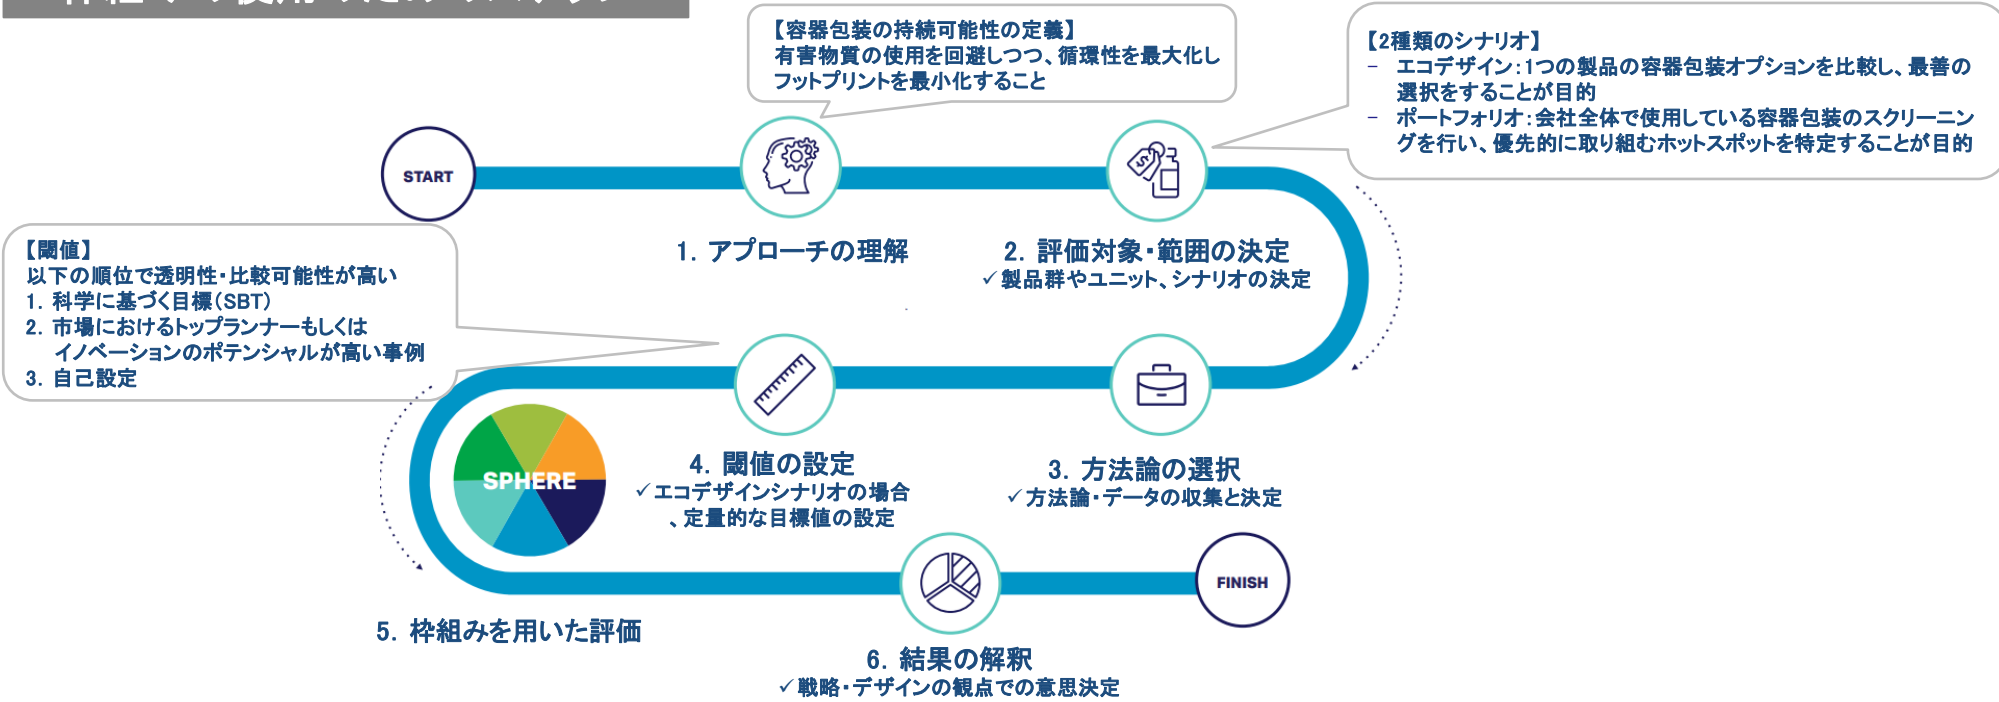 【容器包装の持続可能性の定義】
有害物質の使用を回避しつつ、循環性を最大化し
フットプリントを最小化すること
【2種類のシナリオ】
− エコデザイン：1つの製品の容器包装オプションを比較し、最善の
選択をすることが目的
− ポートフォリオ：会社全体で使用している容器包装のスクリーニン
グを行い、優先的に取り組むホットスポットを特定することが目的
START
1. アプローチの理解
2. 評価対象・範囲の決定
✓製品群やユニット、シナリオの決定
【閾値】
以下の順位で透明性・比較可能性が高い
1. 科学に基づく目標（SBT）
2. 市場におけるトップランナーもしくは
イノベーションのポテンシャルが高い事例
3. 自己設定
3. 方法論の選択
✓方法論・データの収集と決定
4. 閾値の設定
✓エコデザインシナリオの場合
、定量的な目標値の設定
SPHERE
5. 枠組みを用いた評価
6. 結果の解釈
✓戦略・デザインの観点での意思決定
FINISH